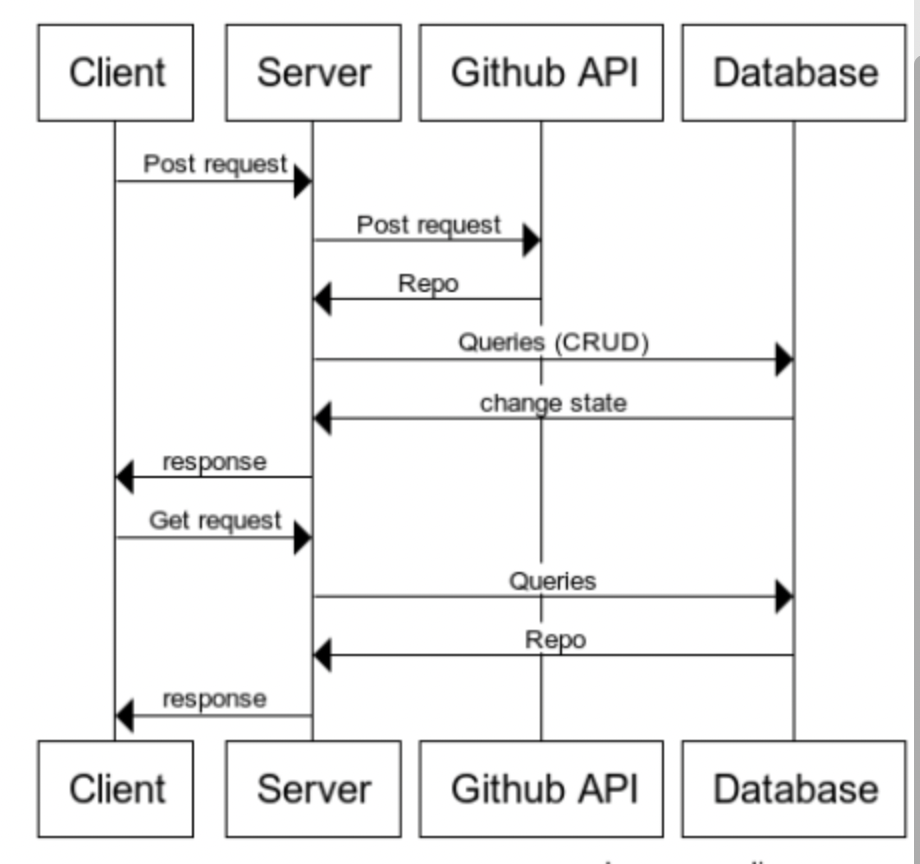 Client Server Github API Database
Post request
Post request
Repo
Queries (CRUD)
change state
response
Get request
Queries
Repo
response
Client Server Github API Database